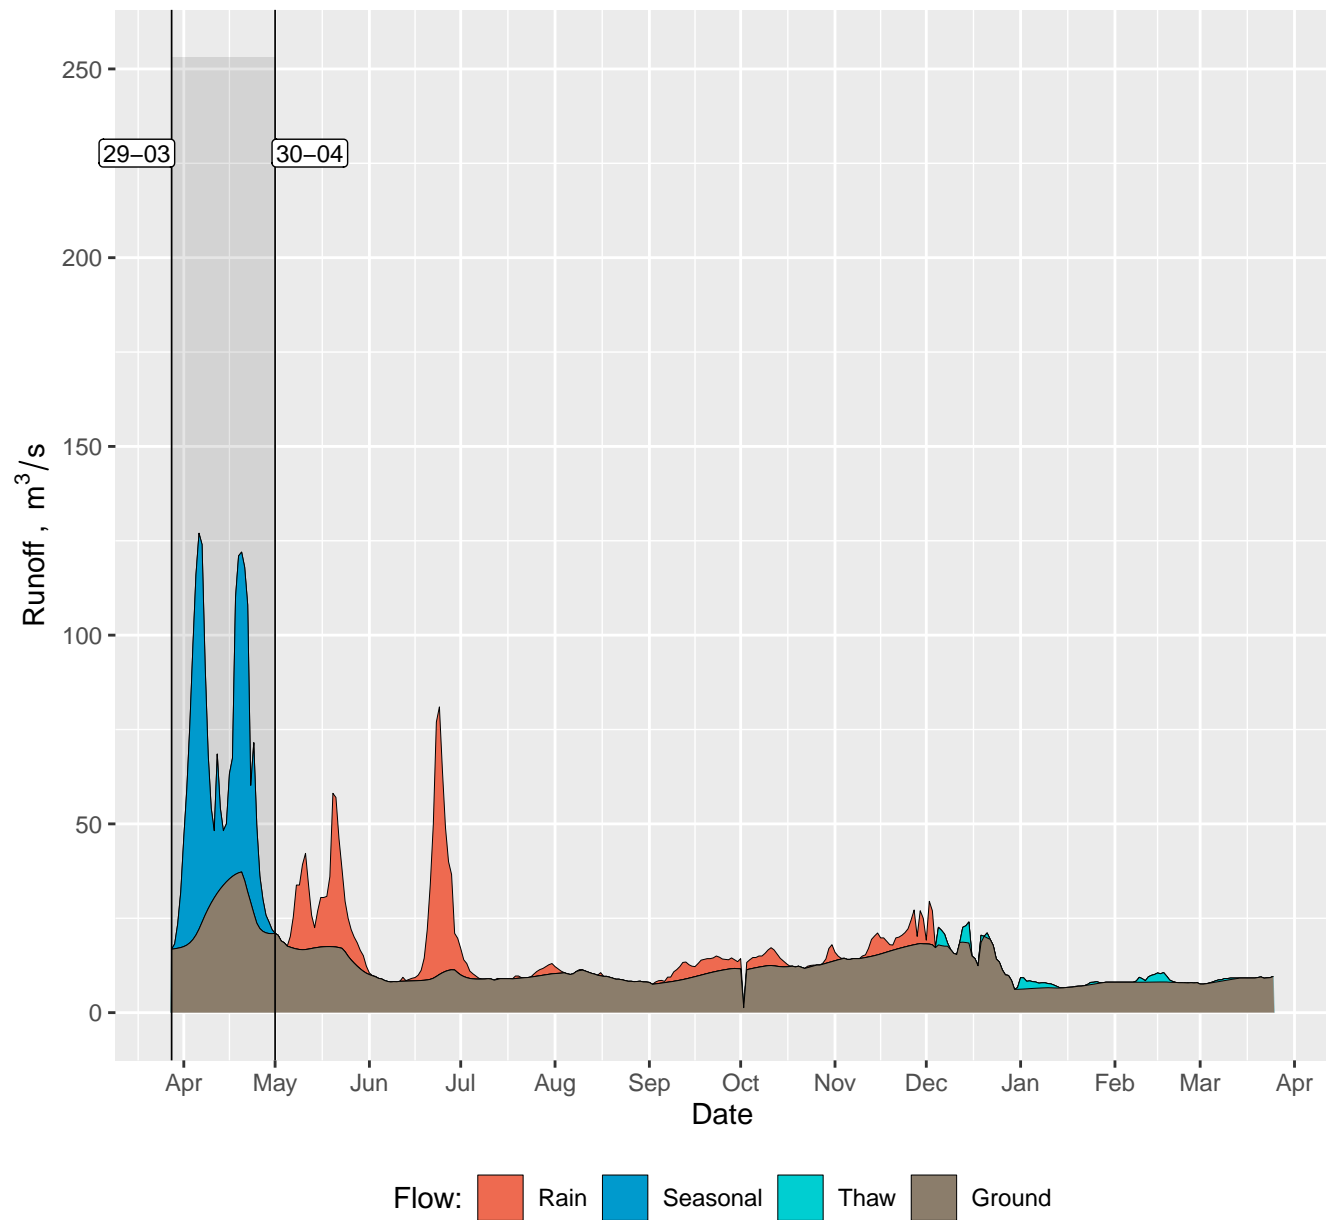 250
200
150
100
50
0
29−03
30−04
Runoff , m³/s
Apr May Jun Jul Aug Sep Oct Nov Dec Jan Feb Mar Apr
Date
Flow: Rain Seasonal Thaw Ground